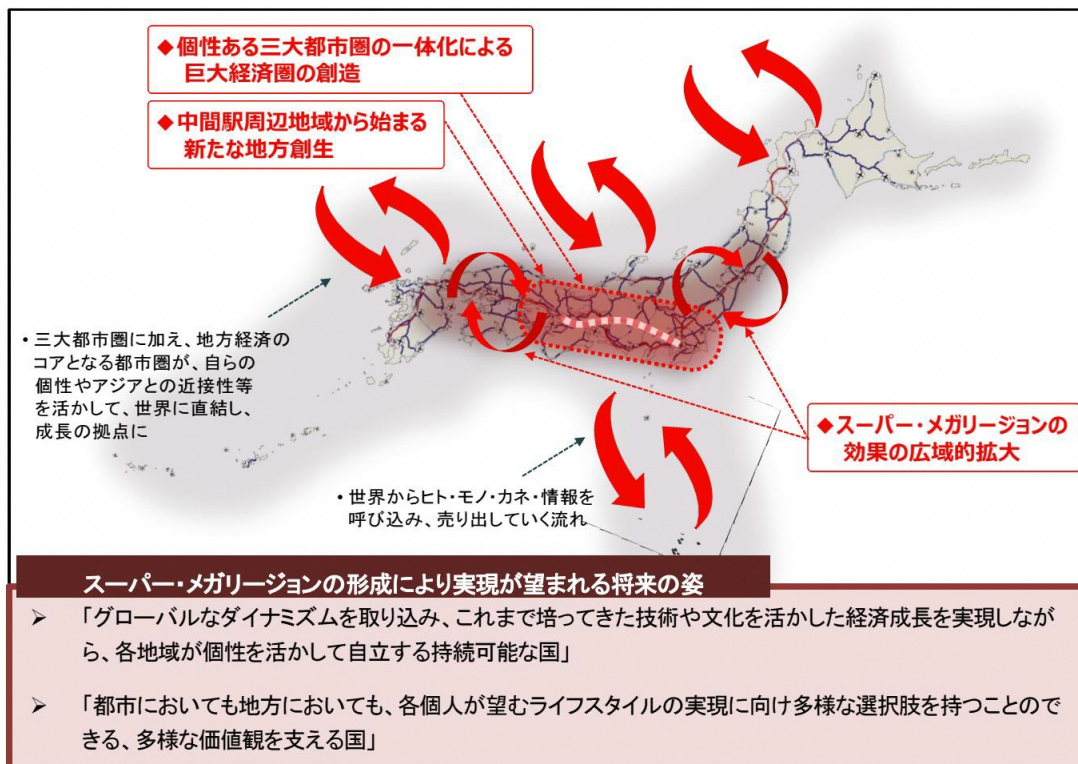 ◆個性ある三大都市圏の一体化による
巨大経済圏の創造
◆中間駅周辺地域から始まる
新たな地方創生
・三大都市圏に加え、地方経済の
コアとなる都市圏が、自らの
個性やアジアとの近接性等
を活かして、世界に直結し、
成長の拠点に
◆スーパー・メガリージョンの
効果の広域的拡大
・世界からヒト・モノ・カネ・情報を
呼び込み、売り出していく流れ
スーパー・メガリージョンの形成により実現が望まれる将来の姿
➢ 「グローバルなダイナミズムを取り込み、これまで培ってきた技術や文化を活かした経済成長を実現しなが
ら、各地域が個性を活かして自立する持続可能な国」
➢ 「都市においても地方においても、各個人が望むライフスタイルの実現に向け多様な選択肢を持つことので
きる、多様な価値観を支える国」